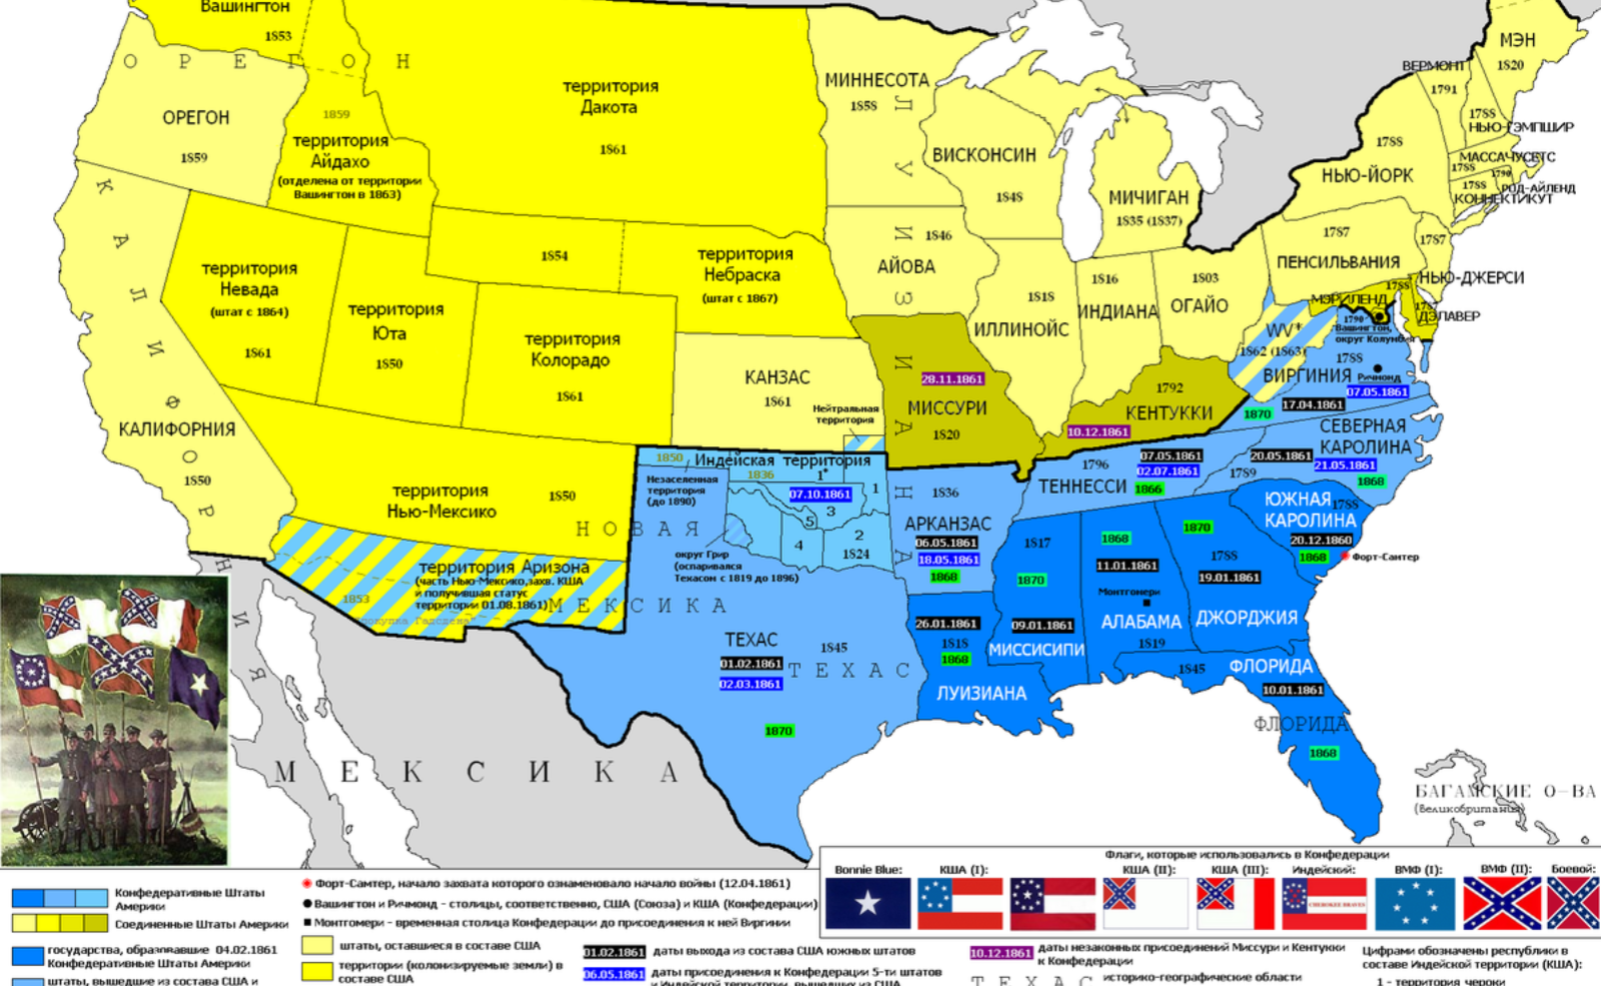 Вашингтон
1853
О Р Е Г О Н
ОРЕГОН
1859
1859
территория
Айдахо
(отделена от территории
Вашингтон в 1863)
территория
Дакота
1861
МИННЕСОТА
1858
ВИСКОНСИН
1848
МИЧИГАН
1835 (1837)
МЭН
1820
ВЕРМОНТ
1791
1788
НЬЮ-ГЭМПШИР
1788
НЬЮ-ЙОРК
МАССАЧУСЕТС
1788
1790
РОД-АЙЛЕНД
1788
КОННЕКТИКУТ
1787
ПЕНСИЛЬВАНИЯ
1787
НЬЮ-ДЖЕРСИ
1788
МЭРИЛЕНД
1787
ДЭЛАВЕР
1790
Вашингтон,
округ Колумбия
территория
Невада
(штат с 1864)
1861
территория
Юта
1850
1854
территория
Небраска
(штат с 1867)
территория
Колорадо
1861
1846
АЙОВА
1818
ИЛЛИНОЙС
1816
ИНДИАНА
1803
ОГАЙО
WV*
1862 (1863)
1788
ВИРГИНИЯ
Ричмонд
07.05.1861
17.04.1861
1870
К А Л И Ф О Р Н И Я
КАЛИФОРНИЯ
1850
КАНЗАС
1861
Нейтральная
территория
Л У И З И А Н А
28.11.1861
МИССУРИ
1820
1792
КЕНТУККИ
10.12.1861
территория
Нью-Мексико
1850
Н О В А Я
М Е К С И К А
территория Аризона
(часть Нью-Мексико,захв. КША
и получившая статус
территории 01.08.1861)
1853
1850
Индейская территория
1836
1*
07.10.1861
1
3
5
2
4
1824
Незаселенная
территория
(до 1890)
округ Грир
(оспаривался
Техасом с 1819 до 1896)
1836
АРКАНЗАС
06.05.1861
18.05.1861
1868
1796
ТЕННЕССИ
07.05.1861
02.07.1861
1866
СЕВЕРНАЯ
КАРОЛИНА
20.05.1861
21.05.1861
1789
1868
ЮЖНАЯ
КАРОЛИНА
1788
20.12.1860
1868
Форт-Самтер
1817
1870
09.01.1861
МИССИСИПИ
1868
11.01.1861
Монтгомери
АЛАБАМА
1819
1870
1788
19.01.1861
ДЖОРДЖИЯ
26.01.1861
1818
1868
ЛУИЗИАНА
ТЕХАС
01.02.1861
02.03.1861
1845
Т Е Х А С
1870
1845
ФЛОРИДА
10.01.1861
ФЛОРИДА
1868
М Е К С И К А
БАГАМСКИЕ О-ВА
(Великобритания)
Флаги, которые использовались в Конфедерации
Bonnie Blue:
КША (I):
КША (II):
КША (III):
Индейский:
ВМФ (I):
ВМФ (II):
Боевой:
CHEROKEE BRAVES
Конфедеративные Штаты
Америки
Соединенные Штаты Америки
государства, образовавшие 04.02.1861
Конфедеративные Штаты Америки
штаты, вышедшие из состава США и
Форт-Самтер, начало захвата которого ознаменовало начало войны (12.04.1861)
Вашингтон и Ричмонд - столицы, соответственно, США (Союза) и КША (Конфедерации)
Монтгомери - временная столица Конфедерации до присоединения к ней Виргинии
штаты, оставшиеся в составе США
территории (колонизируемые земли) в
составе США
01.02.1861 даты выхода из состава США южных штатов
06.05.1861 даты присоединения к Конфедерации 5-ти штатов
и Индейской территории, вышедших из США
10.12.1861 даты незаконных присоединений Миссури и Кентукки
к Конфедерации
Т Е Х А С историко-географические области
Цифрами обозначены республики в
составе Индейской территории (КША):
1 - территория чероки